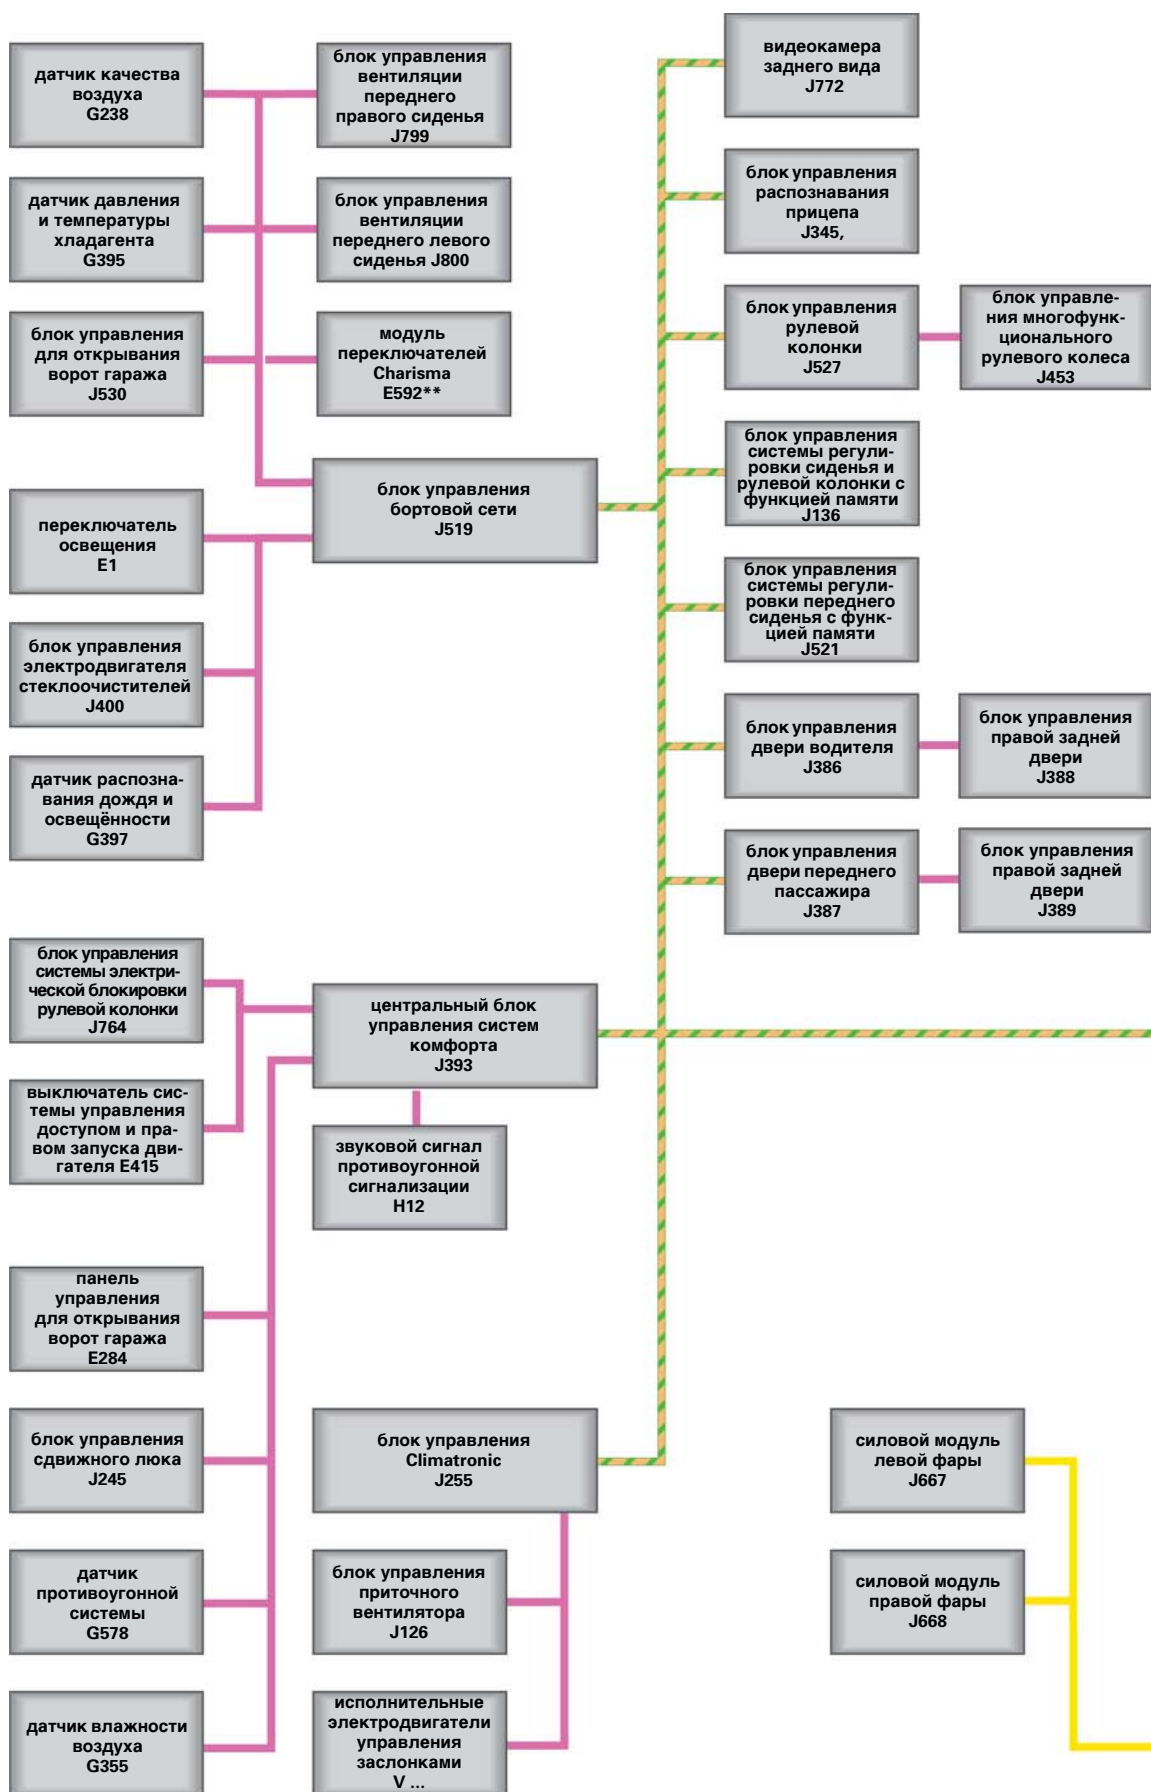 датчик качества
воздуха
G238
блок управления
вентиляции
переднего
правого сиденья
J799
видеокамера
заднего вида
J772
датчик давления
и температуры
хладагента
G395
блок управления
вентиляции
переднего левого
сиденья J800
блок управления
распознавания
прицепа
J345,
блок управления
для открывания
ворот гаража
J530
модуль
переключателей
Charisma
E592**
блок управления
рулевой
колонки
J527
блок управле-
ния многофунк-
ционального
рулевого колеса
J453
блок управления
системы регули-
ровки сиденья и
рулевой колонки с
функцией памяти
J136
блок управления
бортовой сети
J519
переключатель
освещения
E1
блок управления
системы регули-
ровки переднего
сиденья с функ-
цией памяти
J521
блок управления
электродвигателя
стеклоочистителей
J400
блок управления
двери водителя
J386
блок управления
правой задней
двери
J388
датчик распозна-
вания дождя и
освещённости
G397
блок управления
двери переднего
пассажира
J387
блок управления
правой задней
двери
J389
блок управления
системы электри-
ческой блокировки
рулевой колонки
J764
центральный блок
управления систем
комфорта
J393
выключатель сис-
темы управления
доступом и пра-
вом запуска дви-
гателя E415
звуковой сигнал
противоугонной
сигнализации
H12
панель
управления
для открывания
ворот гаража
E284
блок управления
сдвижного люка
J245
блок управления
Climatronic
J255
силовой модуль
левой фары
J667
датчик
противоугонной
системы
G578
блок управления
приточного
вентилятора
J126
силовой модуль
правой фары
J668
датчик влажности
воздуха
G355
исполнительные
электродвигатели
управления
заслонками
V ...